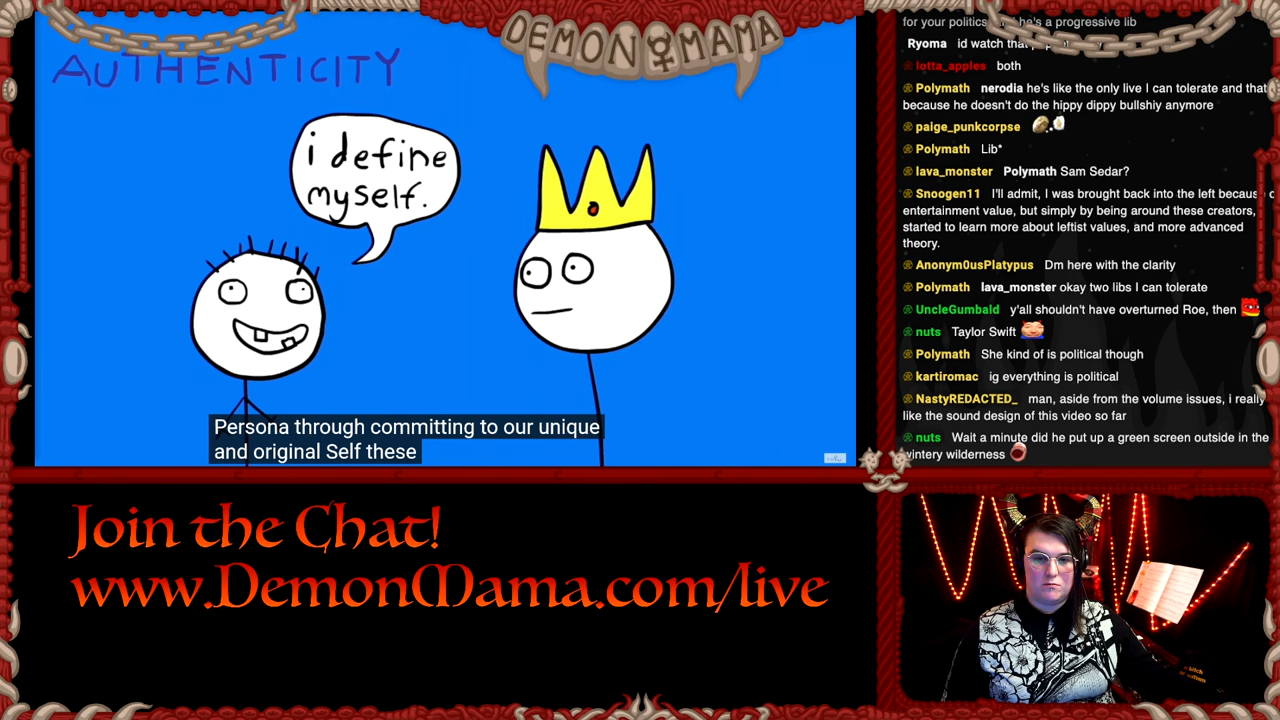 DEMON MAMA
AUTHENTICITY
i define
myself.
Persona through committing to our unique
and original Self these
for your politics he's a progressive lib
Ryoma id watch that
lotta_apples both
Polymath nerodia he's like the only live I can tolerate and that
because he doesn't do the hippy dippy bullshiy anymore
paige_punkcorpse
Polymath Lib*
lava_monster Polymath Sam Sedar?
Snoogen11 I'll admit, I was brought back into the left because
entertainment value, but simply by being around these creators,
started to learn more about leftist values, and more advanced
theory.
Anonym0usPlatypus Dm here with the clarity
Polymath lava_monster okay two libs I can tolerate
UncleGumbald y'all shouldn't have overturned Roe, then
nuts Taylor Swift
Polymath She kind of is political though
kartiromac ig everything is political
NastyREDACTED_ man, aside from the volume issues, i really
like the sound design of this video so far
nuts Wait a minute did he put up a green screen outside in the
wintery wilderness
Join the Chat!
www.DemonMama.com/live